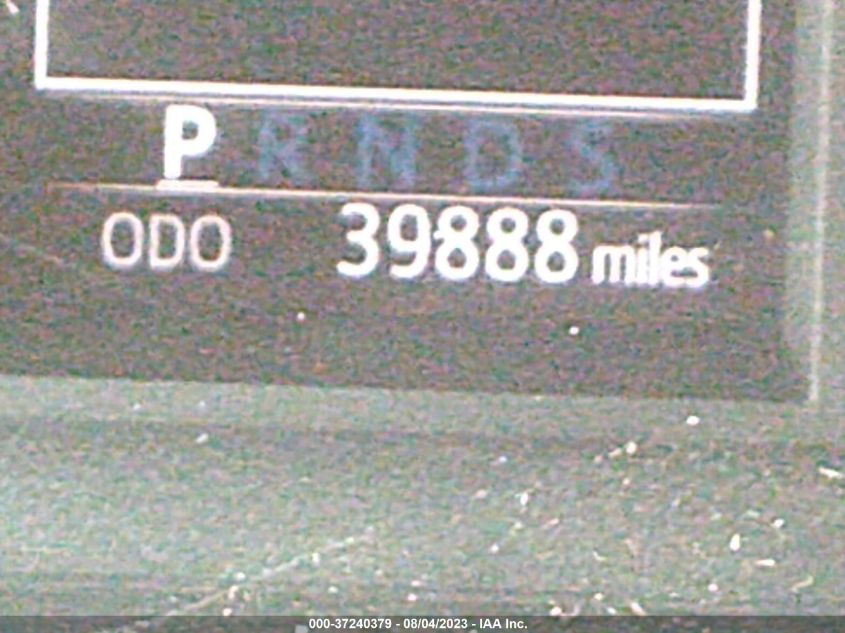 P R N D S
ODO 39888 miles
000-37240379 - 08/04/2023 - IAA Inc.